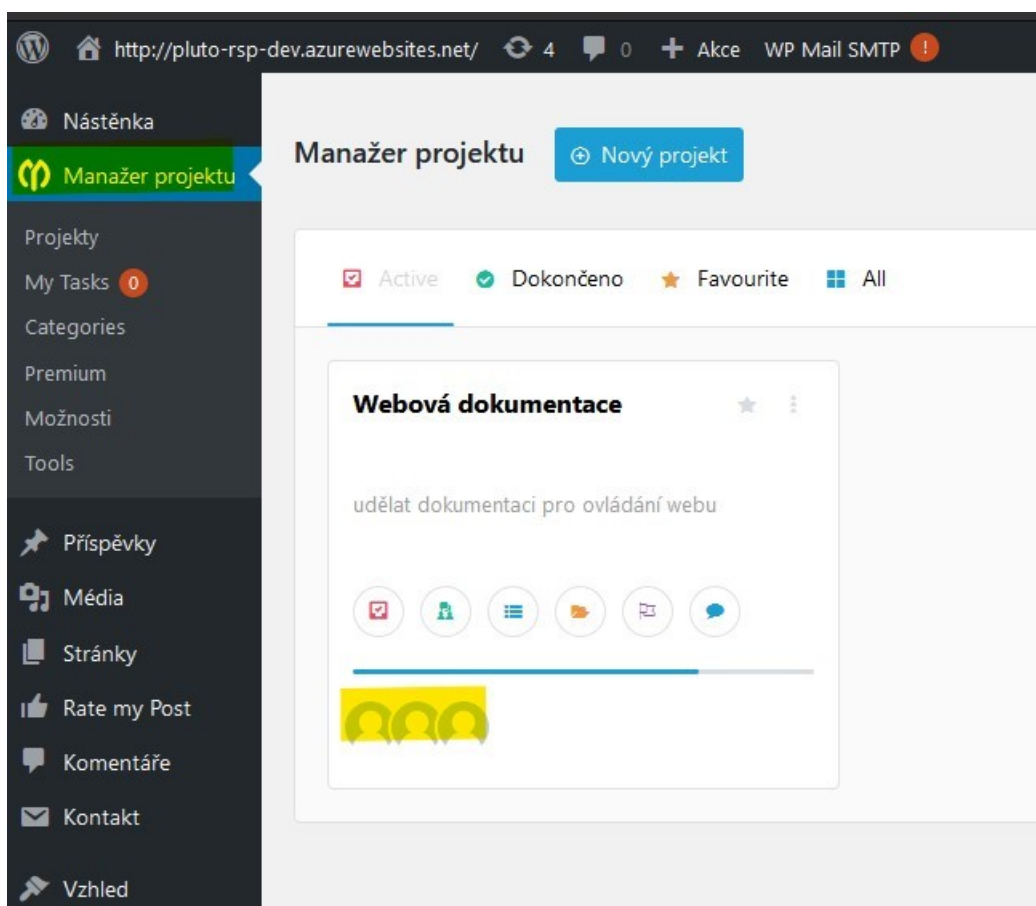 http://pluto-rsp-dev.azurewebsites.net/ 4 0 Akce WP Mail SMTP !
Nástěnka
Manažer projektu
Projekty
My Tasks 0
Categories
Premium
Možnosti
Tools
Příspěvky
Média
Stránky
Rate my Post
Komentáře
Kontakt
Vzhled
Manažer projektu Nový projekt
Active Dokončeno Favourite All
Webová dokumentace
udělat dokumentaci pro ovládání webu